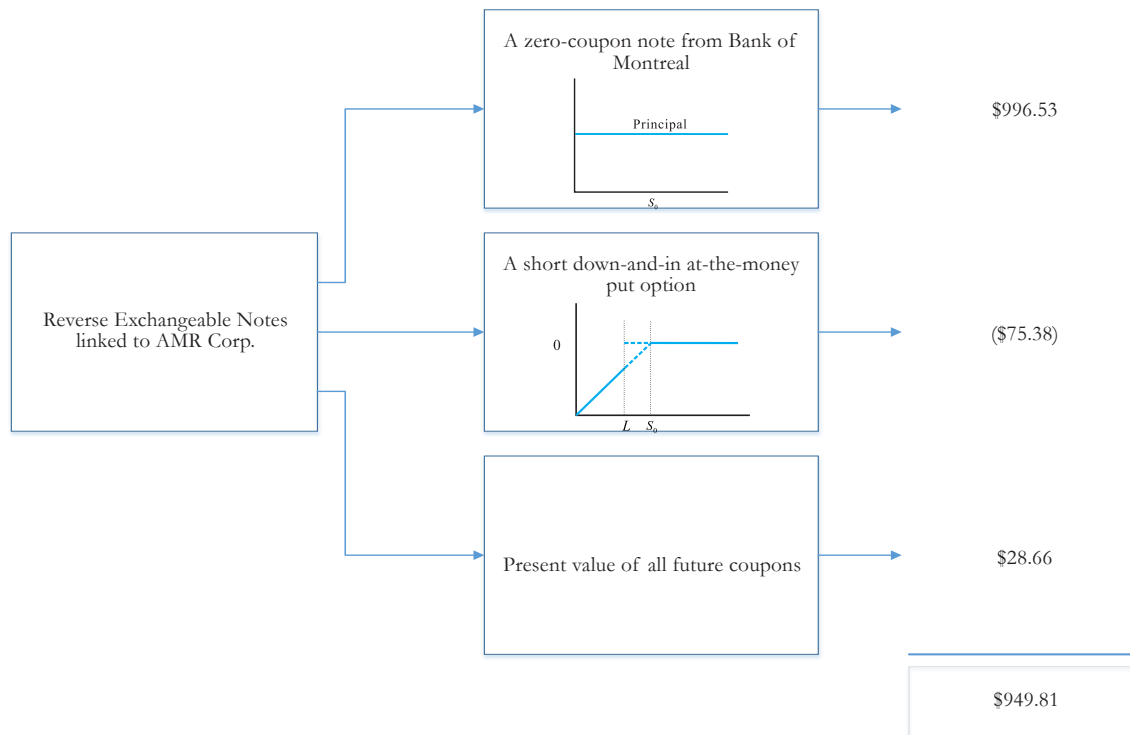 A zero-coupon note from Bank of
Montreal
Principal
S₀
$996.53
Reverse Exchangeable Notes
linked to AMR Corp.
A short down-and-in at-the-money
put option
0
L S₀
($75.38)
Present value of all future coupons
$28.66
$949.81